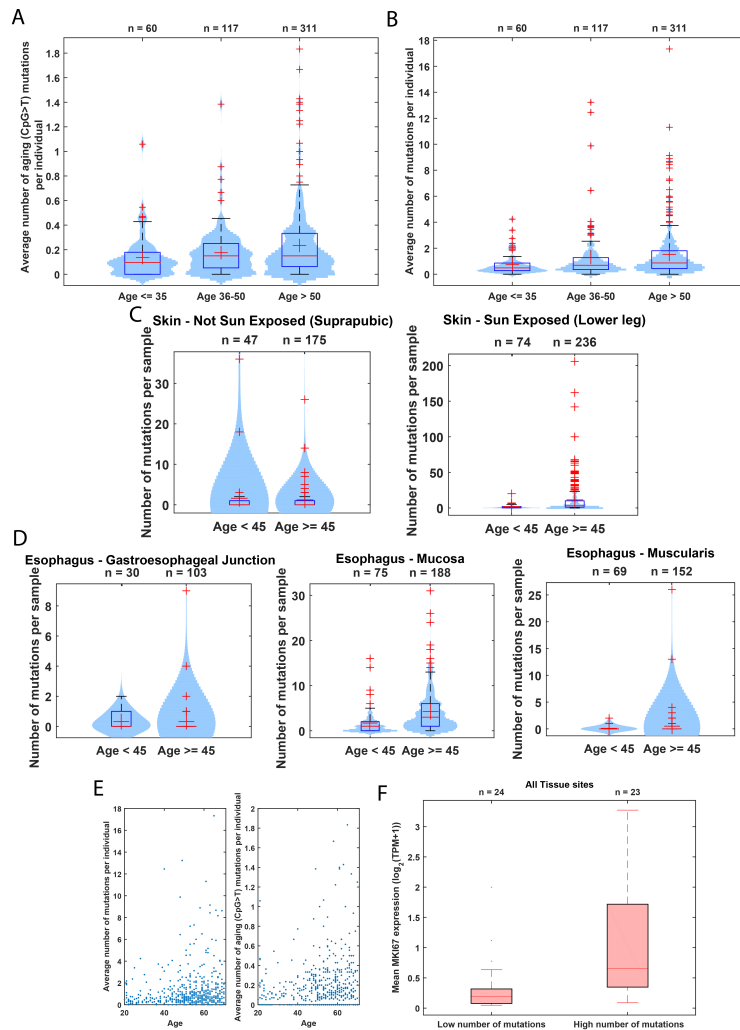 A
n = 60 n = 117 n = 311
Average number of aging (CpG>T) mutations
per individual
1.8
1.6
1.4
1.2
1
0.8
0.6
0.4
0.2
0
Age <= 35 Age 36-50 Age > 50
B
n = 60 n = 117 n = 311
Average number of mutations per individual
18
16
14
12
10
8
6
4
2
0
Age <= 35 Age 36-50 Age > 50
C
Skin - Not Sun Exposed (Suprapubic)
n = 47 n = 175
Number of mutations per sample
30
20
10
0
Age < 45 Age >= 45
Skin - Sun Exposed (Lower leg)
n = 74 n = 236
Number of mutations per sample
200
150
100
50
0
Age < 45 Age >= 45
D
Esophagus - Gastroesophageal Junction
n = 30 n = 103
Number of mutations per sample
8
6
4
2
0
Age < 45 Age >= 45
Esophagus - Mucosa
n = 75 n = 188
Number of mutations per sample
30
20
10
0
Age < 45 Age >= 45
Esophagus - Muscularis
n = 69 n = 152
Number of mutations per sample
25
20
15
10
5
0
Age < 45 Age >= 45
E
Average number of mutations per individual
18
16
14
12
10
8
6
4
2
0
20 40 60
Age
Average number of aging (CpG>T) mutations per individual
2
1.8
1.6
1.4
1.2
1
0.8
0.6
0.4
0.2
0
20 40 60
Age
F
All Tissue sites
n = 24 n = 23
Mean MKI67 expression (log2(TPM+1))
3
2.5
2
1.5
1
0.5
0
Low number of mutations High number of mutations